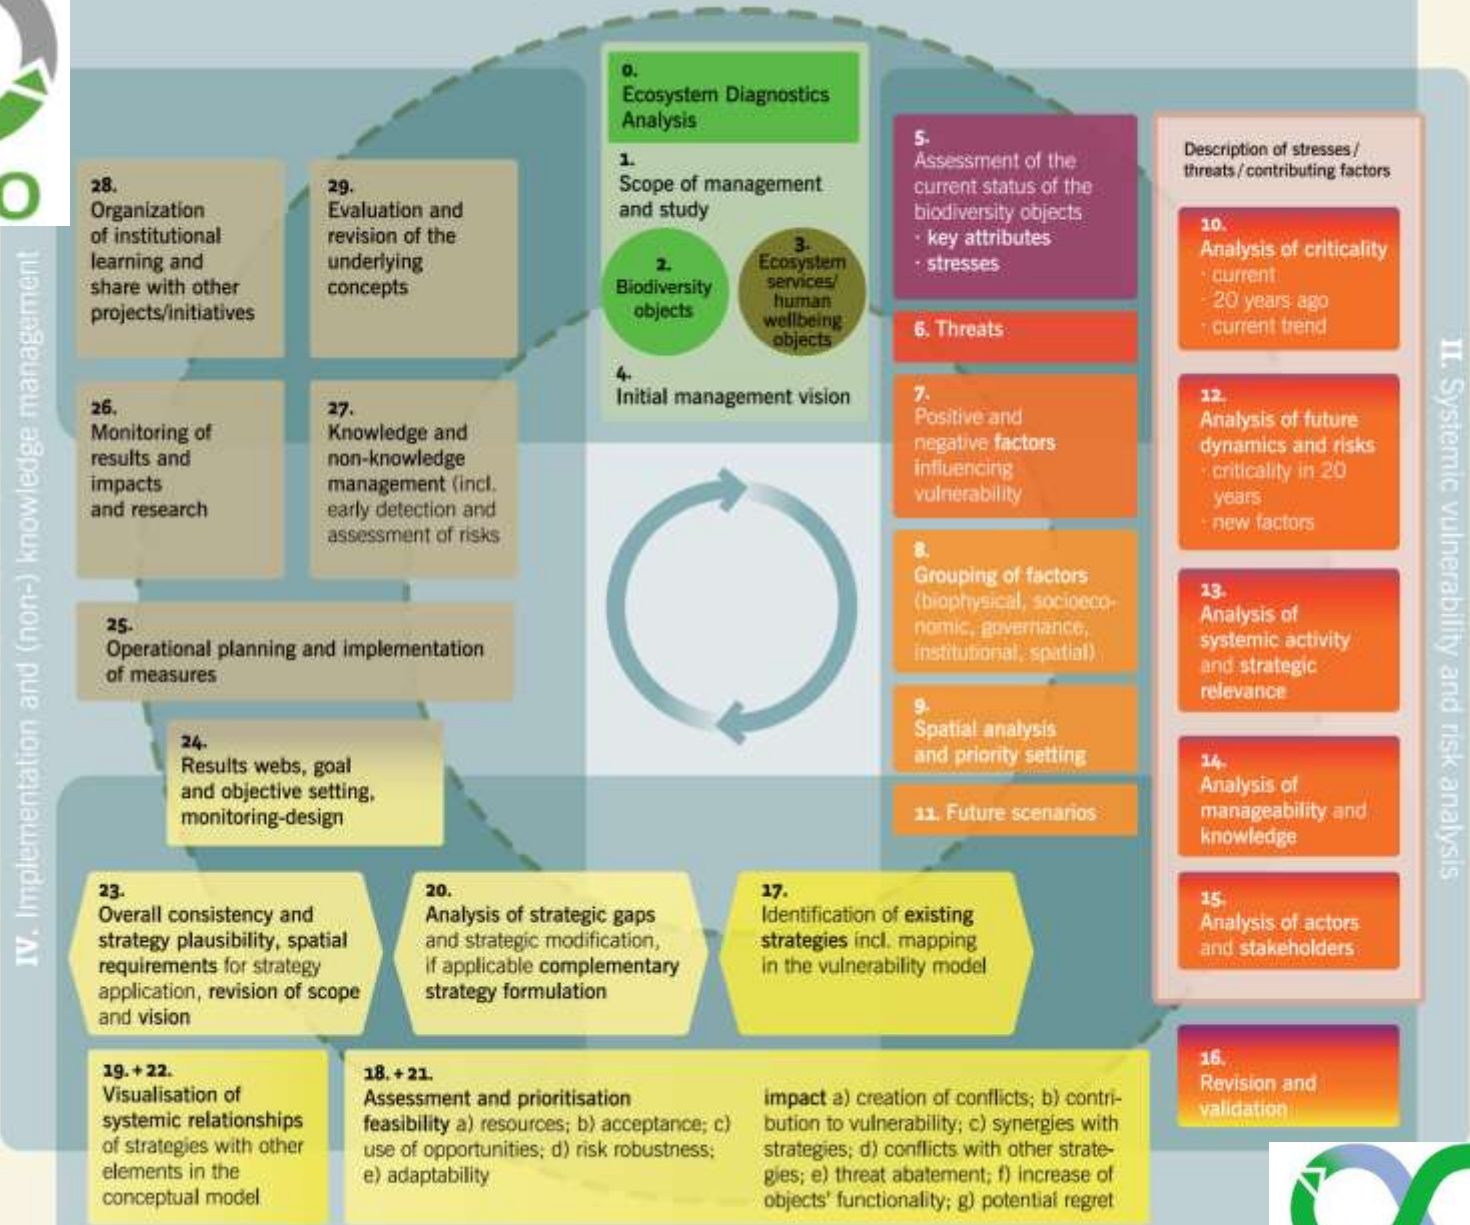 O
0.
Ecosystem Diagnostics
Analysis
1.
Scope of management
and study
2.
Biodiversity
objects
3.
Ecosystem
services/
human
wellbeing
objects
4.
Initial management vision
5.
Assessment of the
current status of the
biodiversity objects
· key attributes
· stresses
6. Threats
7.
Positive and
negative factors
influencing
vulnerability
8.
Grouping of factors
(biophysical, socioeco-
nomic, governance,
institutional, spatial)
9.
Spatial analysis
and priority setting
11. Future scenarios
Description of stresses/
threats/contributing factors
10.
Analysis of criticality
· current
· 20 years ago
· current trend
12.
Analysis of future
dynamics and risks
· criticality in 20
years
· new factors
13.
Analysis of
systemic activity
and strategic
relevance
14.
Analysis of
manageability and
knowledge
15.
Analysis of actors
and stakeholders
16.
Revision and
validation
II. Systemic vulnerability and risk analysis
17.
Identification of existing
strategies incl. mapping
in the vulnerability model
18. + 21.
Assessment and prioritisation
feasibility a) resources; b) acceptance; c)
use of opportunities; d) risk robustness;
e) adaptability
impact a) creation of conflicts; b) contri-
bution to vulnerability; c) synergies with
strategies; d) conflicts with other strate-
gies; e) threat abatement; f) increase of
objects' functionality; g) potential regret
19. + 22.
Visualisation of
systemic relationships
of strategies with other
elements in the
conceptual model
20.
Analysis of strategic gaps
and strategic modification,
if applicable complementary
strategy formulation
23.
Overall consistency and
strategy plausibility, spatial
requirements for strategy
application, revision of scope
and vision
24.
Results webs, goal
and objective setting,
monitoring-design
25.
Operational planning and implementation
of measures
26.
Monitoring of
results and
impacts
and research
27.
Knowledge and
non-knowledge
management (incl.
early detection and
assessment of risks
28.
Organization
of institutional
learning and
share with other
projects/initiatives
29.
Evaluation and
revision of the
underlying
concepts
IV. Implementation and (non-) knowledge management